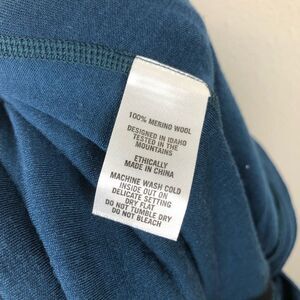 100% MERINO WOOL
DESIGNED IN IDAHO
TESTED IN THE
MOUNTAINS
ETHICALLY
MADE IN CHINA
MACHINE WASH COLD
INSIDE OUT ON
DELICATE SETTING
DRY FLAT
DO NOT TUMBLE DRY
DO NOT BLEACH